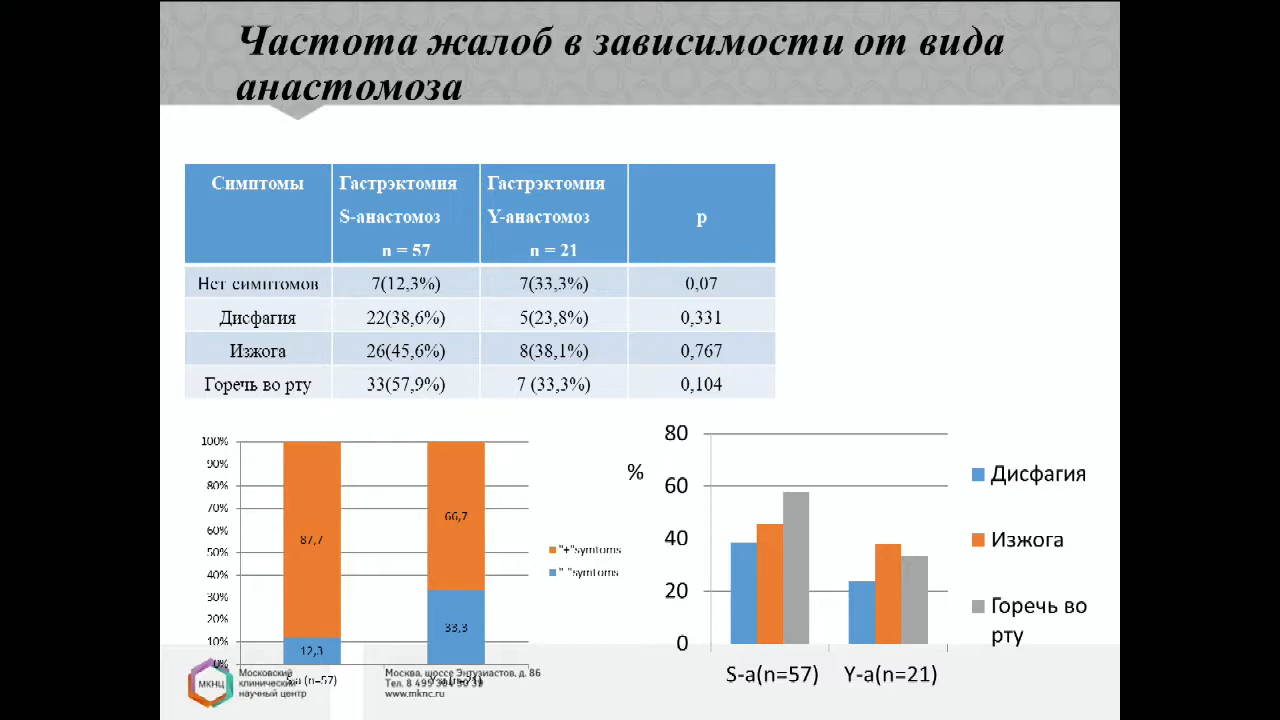 Частота жалоб в зависимости от вида
анастомоза
Симптомы
Гастрэктомия
S-анастомоз
n = 57
Гастрэктомия
Y-анастомоз
n = 21
р
Нет симптомов 7(12,3%) 7(33,3%) 0,07
Дисфагия 22(38,6%) 5(23,8%) 0,331
Изжога 26(45,6%) 8(38,1%) 0,767
Горечь во рту 33(57,9%) 7 (33,3%) 0,104
100%
90%
80%
70%
60%
50%
40%
30%
20%
10%
0%
87,7
12,3
66,7
33,3
"+"symtoms
"-"symtoms
S-a (n=57)
%
80
60
40
20
0
S-a(n=57) Y-a(n=21)
Дисфагия
Изжога
Горечь во
рту
МКНЦ
Московский
клинический
научный центр
Москва, шоссе Энтузиастов, д. 86
Тел. 8 495
www.mknc.ru